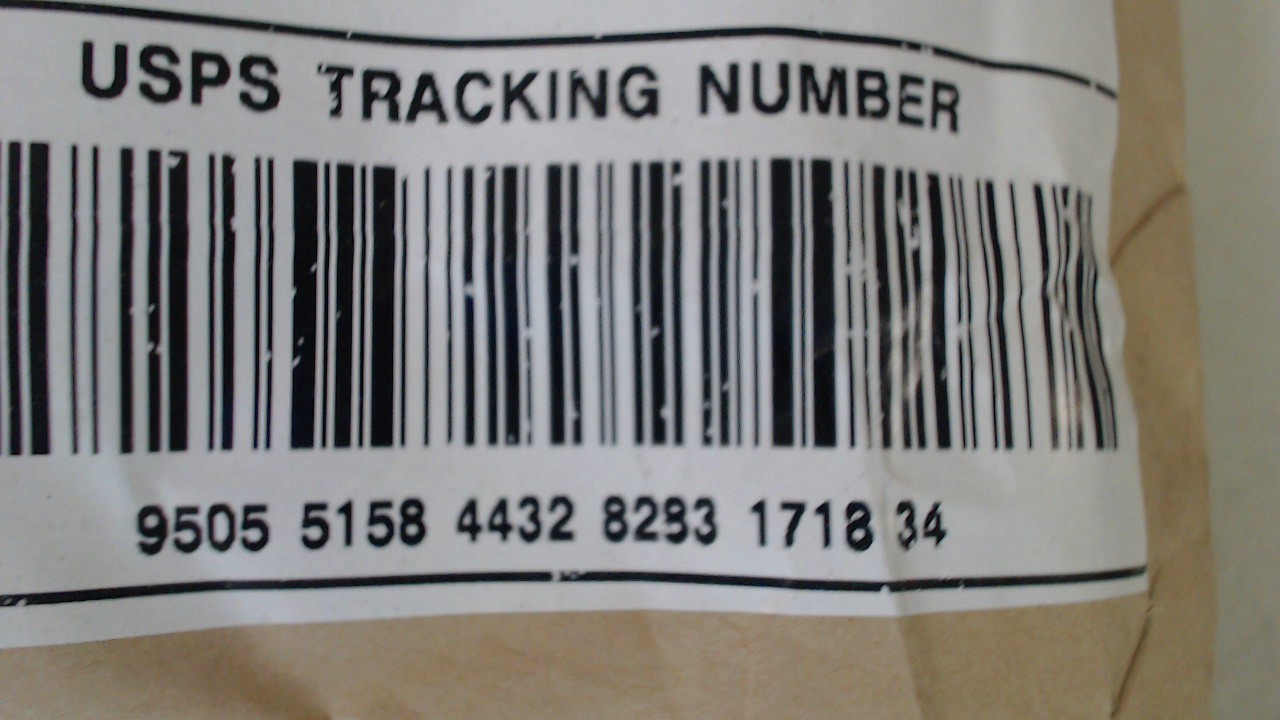 USPS TRACKING NUMBER
9505 5158 4432 8283 1718 34